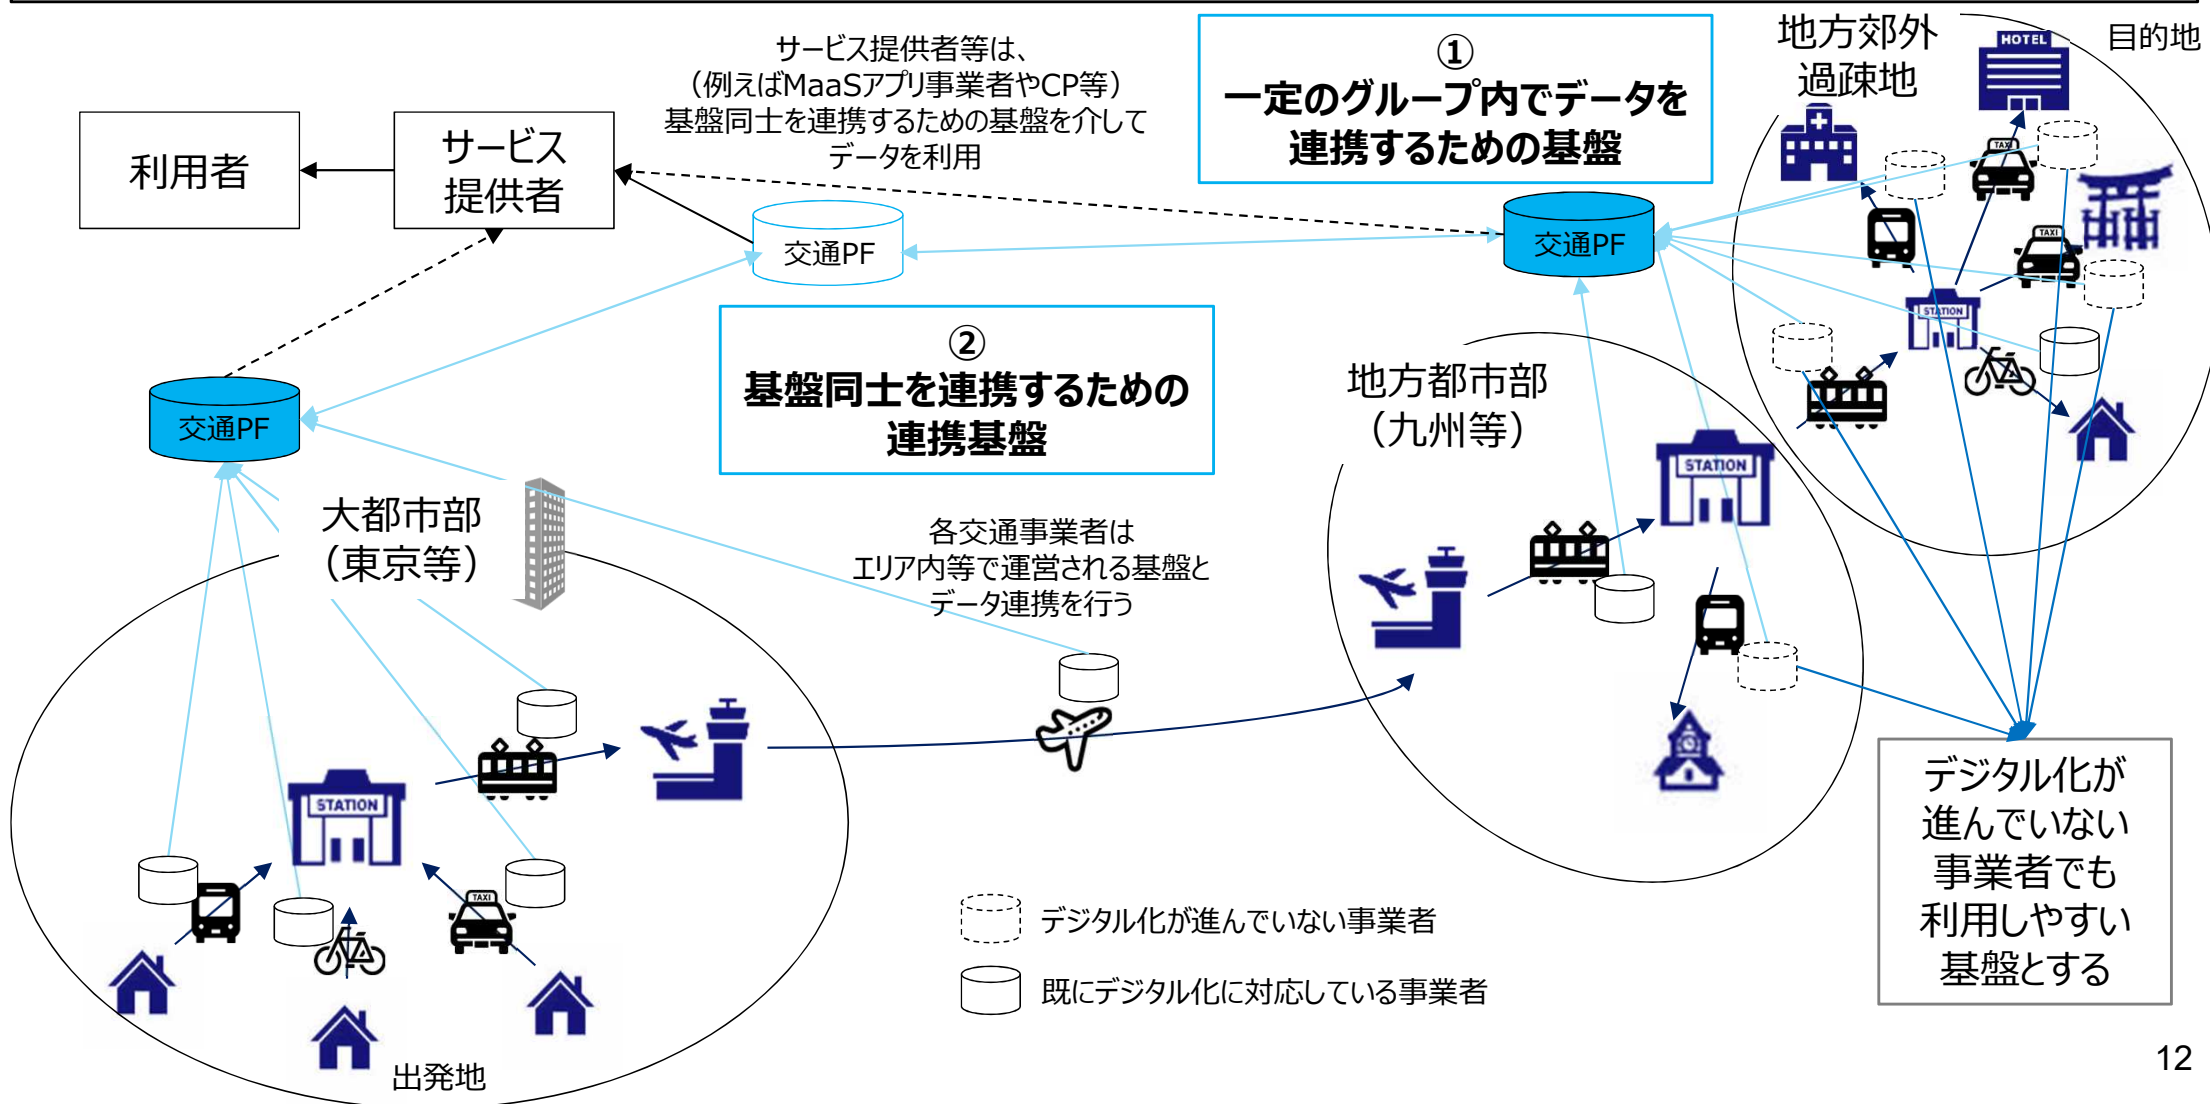 サービス提供者等は、
（例えばMaaSアプリ事業者やCP等）
基盤同士を連携するための基盤を介して
データを利用
①
一定のグループ内でデータを
連携するための基盤
地方郊外
過疎地
目的地
HOTEL
利用者
サービス
提供者
交通PF
交通PF
TAXI
TAXI
STATION
②
基盤同士を連携するための
連携基盤
交通PF
地方都市部
（九州等）
STATION
大都市部
（東京等）
各交通事業者は
エリア内等で運営される基盤と
データ連携を行う
STATION
TAXI
デジタル化が
進んでいない
事業者でも
利用しやすい
基盤とする
デジタル化が進んでいない事業者
既にデジタル化に対応している事業者
出発地
12